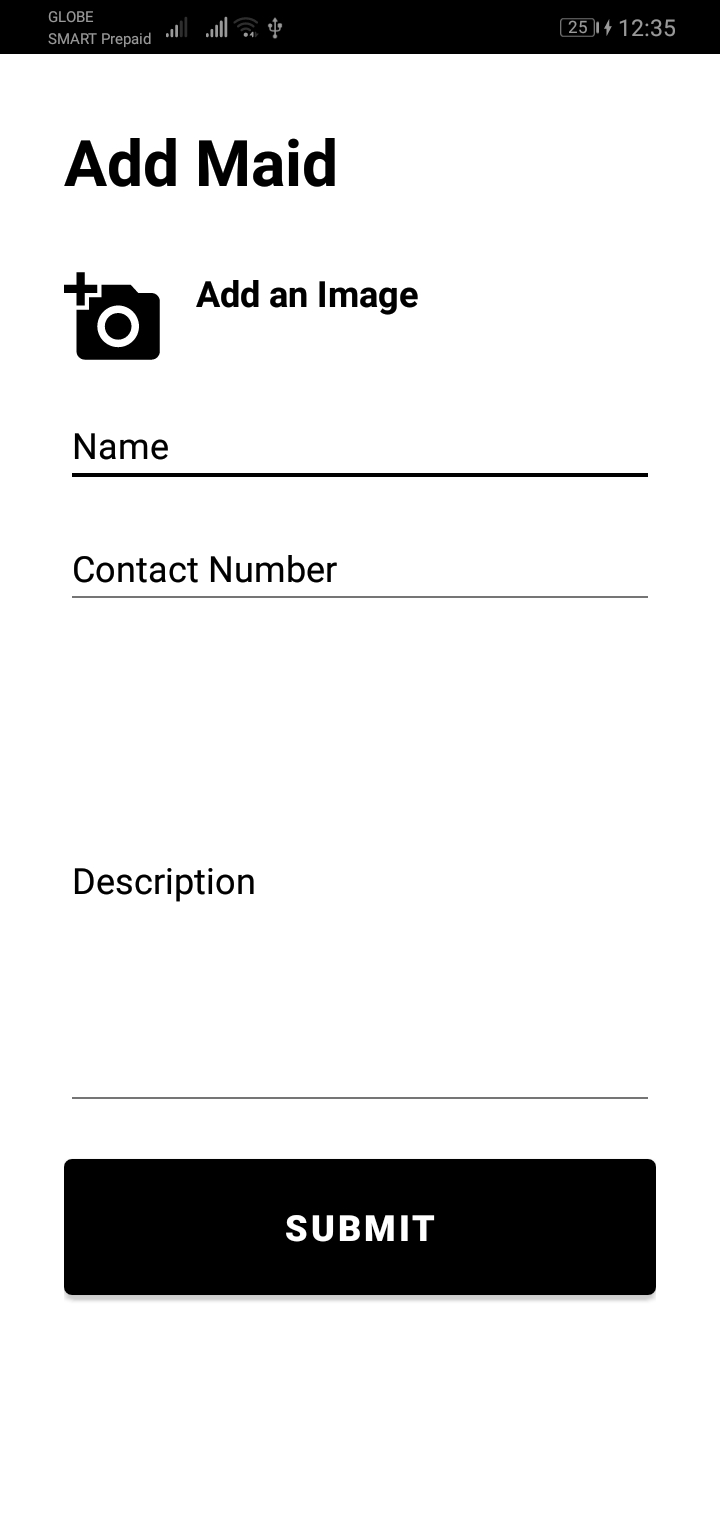 GLOBE
SMART Prepaid
25
12:35
Add Maid
Add an Image
Name
Contact Number
Description
SUBMIT